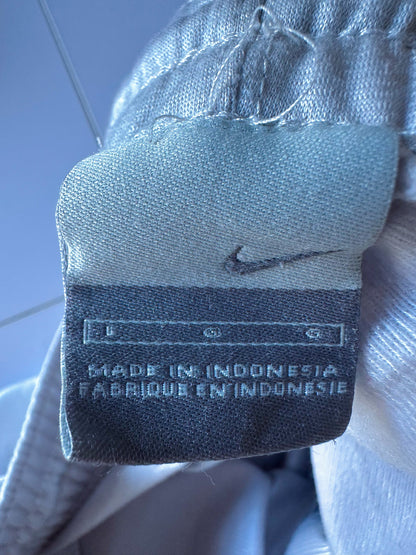 L G G
MADE IN INDONESIA
FABRIQUE EN INDONESIE